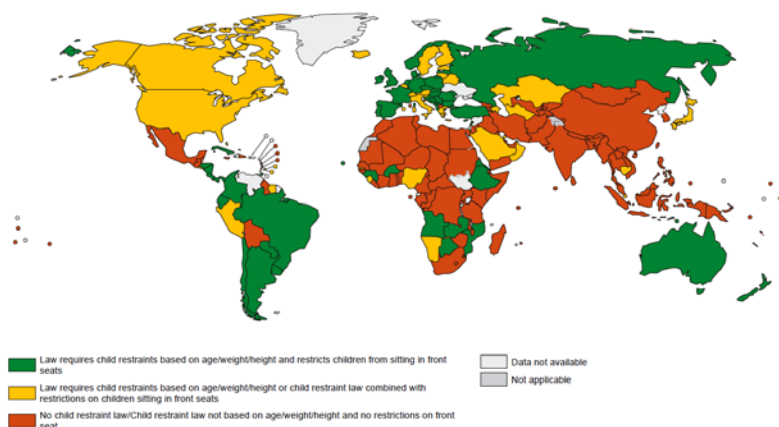 Law requires child restraints based on age/weight/height and restricts children from sitting in front
seats
Law requires child restraints based on age/weight/height or child restraint law combined with
restrictions on children sitting in front seats
No child restraint law/Child restraint law not based on age/weight/height and no restrictions on front
seat
Data not available
Not applicable